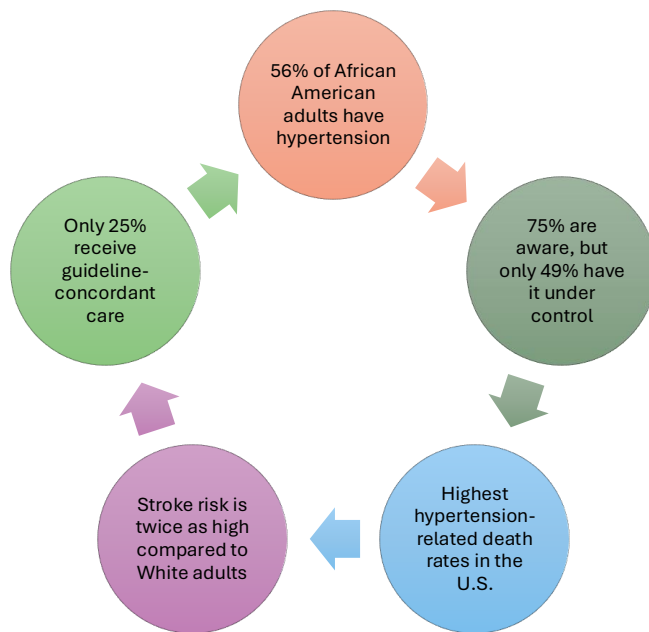 56% of African
American
adults have
hypertension
75% are
aware, but
only 49% have
it under
control
Highest
hypertension-
related death
rates in the
U.S.
Stroke risk is
twice as high
compared to
White adults
Only 25%
receive
guideline-
concordant
care